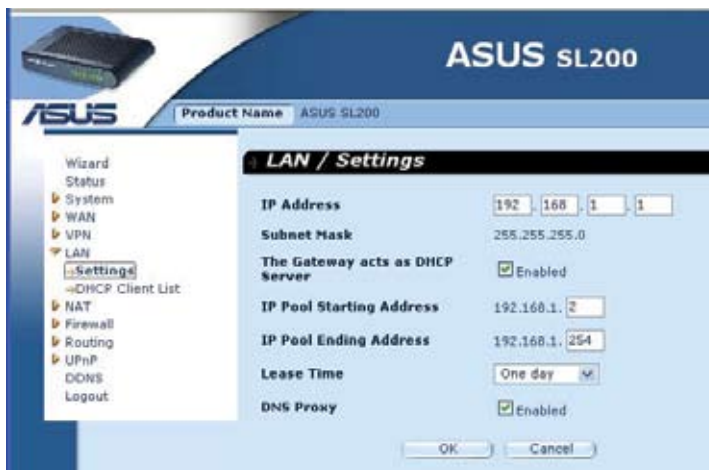 ASUS SL200
ASUS
Product Name ASUS SL200
Wizard
Status
System
WAN
VPN
LAN
Settings
DHCP Client List
NAT
Firewall
Routing
UPnP
DDNS
Logout
LAN / Settings
IP Address 192 . 168 . 1 . 1
Subnet Mask 255.255.255.0
The Gateway acts as DHCP
Server Enabled
IP Pool Starting Address 192.168.1. 2
IP Pool Ending Address 192.168.1. 254
Lease Time One day
DNS Proxy Enabled
OK Cancel